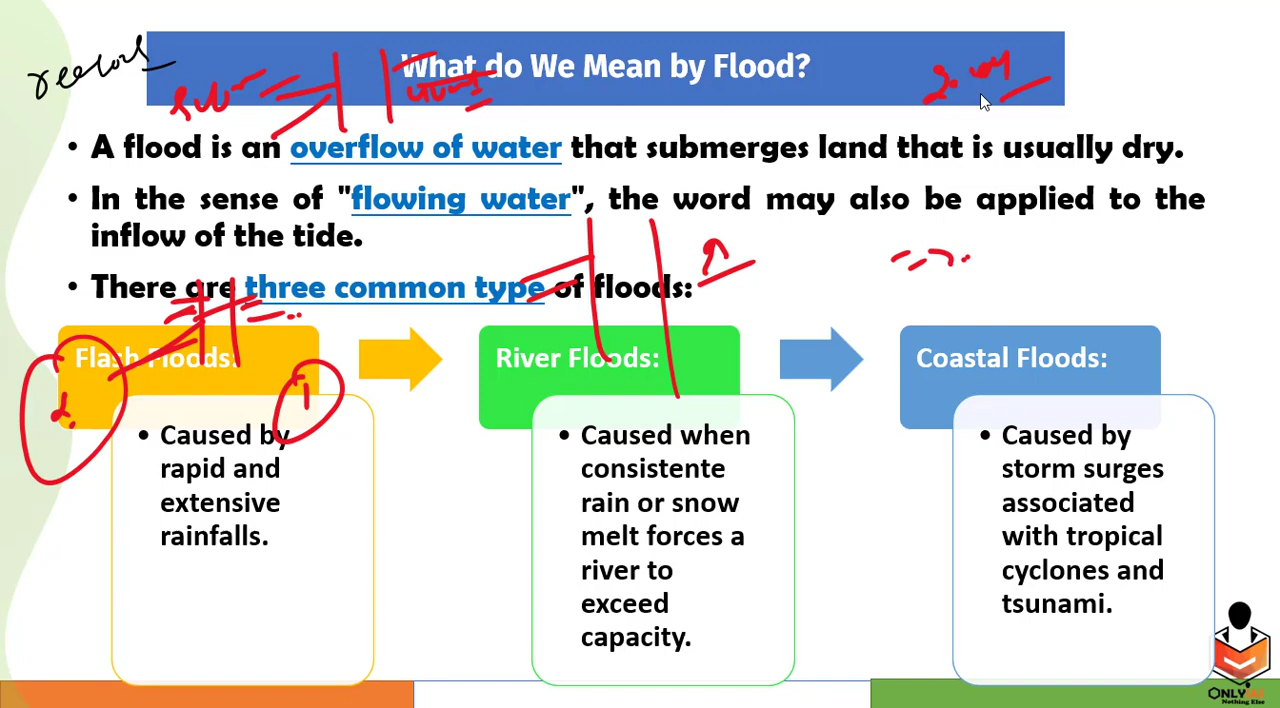 What do We Mean by Flood?
• A flood is an overflow of water that submerges land that is usually dry.
• In the sense of "flowing water", the word may also be applied to the
inflow of the tide.
• There are three common type of floods:
Flash Floods:
• Caused by
rapid and
extensive
rainfalls.
River Floods:
• Caused when
consistente
rain or snow
melt forces a
river to
exceed
capacity.
Coastal Floods:
• Caused by
storm surges
associated
with tropical
cyclones and
tsunami.
ONLYIAS
Nothing Else